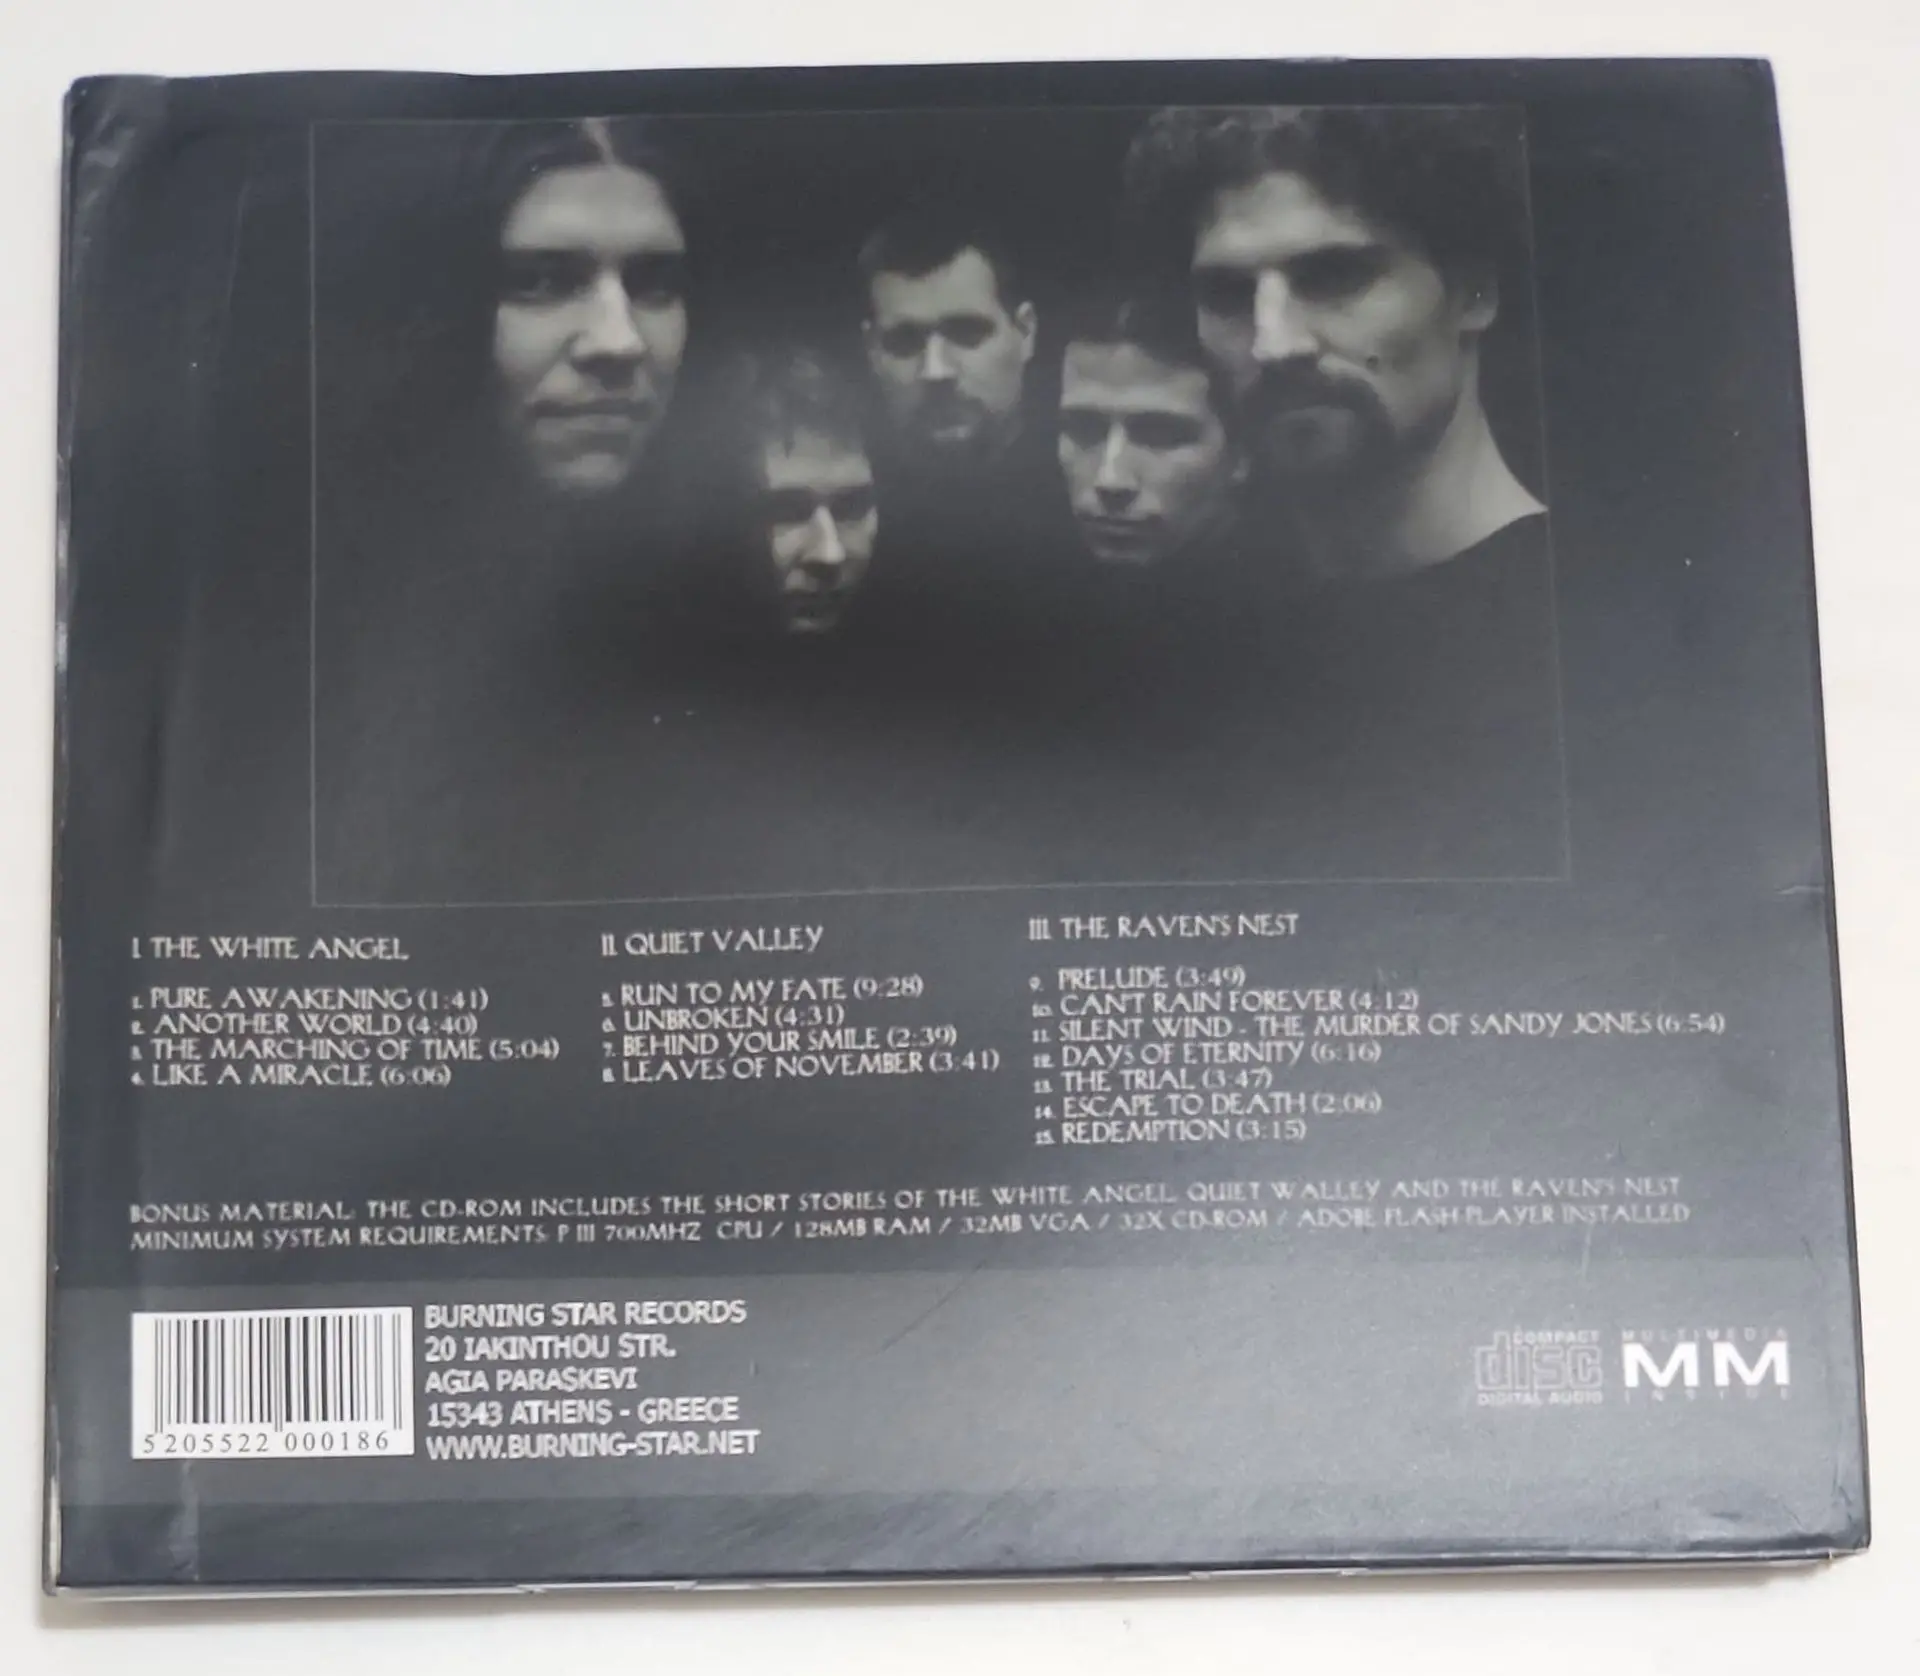 I. THE WHITE ANGEL
1. PURE AWAKENING (1:41)
2. ANOTHER WORLD (4:40)
3. THE MARCHING OF TIME (5:04)
4. LIKE A MIRACLE (6:06)
II. QUIET VALLEY
5. RUN TO MY FATE (9:28)
6. UNBROKEN (4:31)
7. BEHIND YOUR SMILE (2:39)
8. LEAVES OF NOVEMBER (3:41)
III. THE RAVEN'S NEST
9. PRELUDE (3:49)
10. CAN'T RAIN FOREVER (4:12)
11. SILENT WIND - THE MURDER OF SANDY JONES (6:54)
12. DAYS OF ETERNITY (6:16)
13. THE TRIAL (3:47)
14. ESCAPE TO DEATH (2:06)
15. REDEMPTION (3:15)
BONUS MATERIAL: THE CD-ROM INCLUDES THE SHORT STORIES OF THE WHITE ANGEL, QUIET WALLEY AND THE RAVEN'S NEST
MINIMUM SYSTEM REQUIREMENTS: P III 700MHZ CPU / 128MB RAM / 32MB VGA / 32X CD-ROM / ADOBE FLASH PLAYER INSTALLED
BURNING STAR RECORDS
20 IAKINTHOU STR.
AGIA PARASKEVI
15343 ATHENS - GREECE
WWW.BURNING-STAR.NET
5 205522 000186
COMPACT
disc
DIGITAL AUDIO
MULTIMEDIA
MM
INSIDE